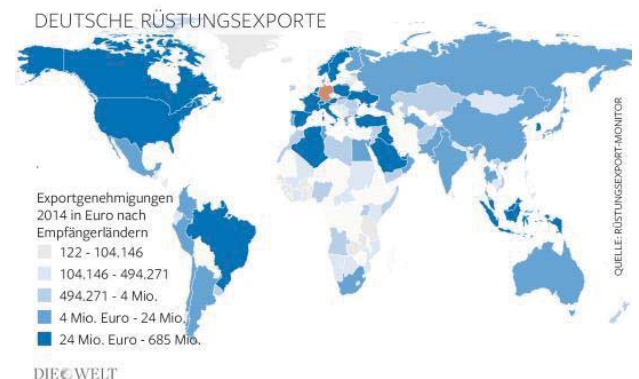 DEUTSCHE RÜSTUNGSEXPORTE
Exportgenehmigungen
2014 in Euro nach
Empfängerländern
122 - 104.146
104.146 - 494.271
494.271 - 4 Mio.
4 Mio. Euro - 24 Mio.
24 Mio. Euro - 685 Mio.
QUELLE: RÜSTUNGSEXPORT-MONITOR
DIE WELT